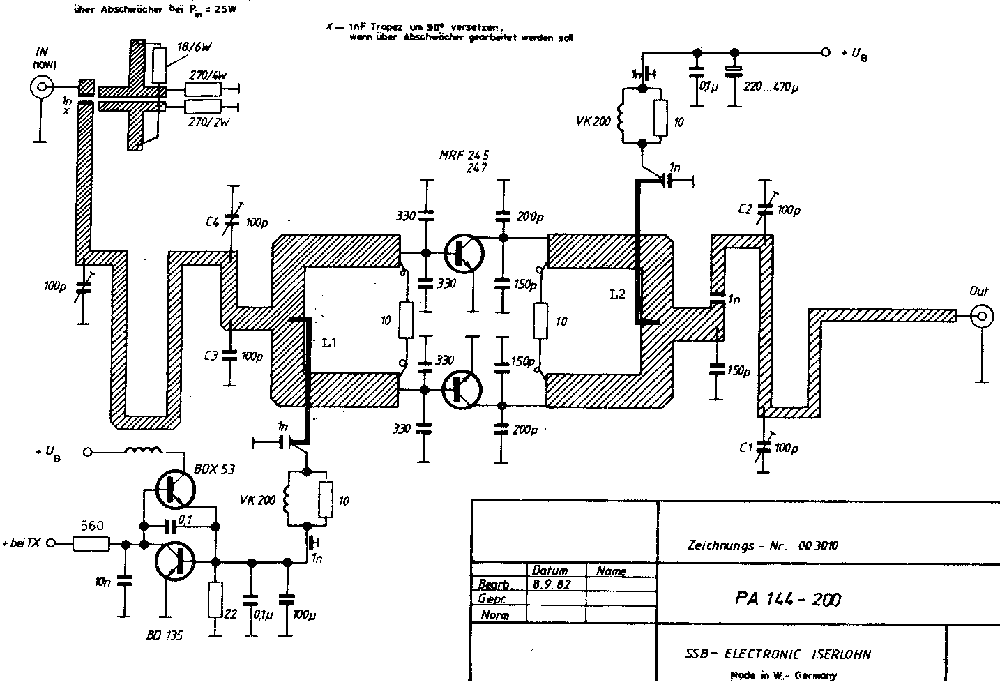 über Abschwächer bei Pin = 25W
X — 1nF Trapez um 90° versetzen,
wenn über Abschwächer gearbeitet werden soll
IN
(10W)
18/6W
270/4W
270/2W
1n
X
+ UB
1n
0,1µ
220...470µ
VK 200
10
1n
MRF 245
247
C4
100p
330
200p
C2
100p
100p
330
150p
L2
1n
Out
10
10
L1
C3
100p
330
150p
150p
330
200p
C1
100p
1n
+ UB
BDX 53
VK 200
10
560
0,1
+ bei TX
1n
10n
22
0,1µ
100µ
BD 135
Zeichnungs - Nr. 00 3010
Datum
Name
Bearb.
8.9.82
Gepr.
Norm
PA 144 - 200
SSB - ELECTRONIC ISERLOHN
Made in W.- Germany